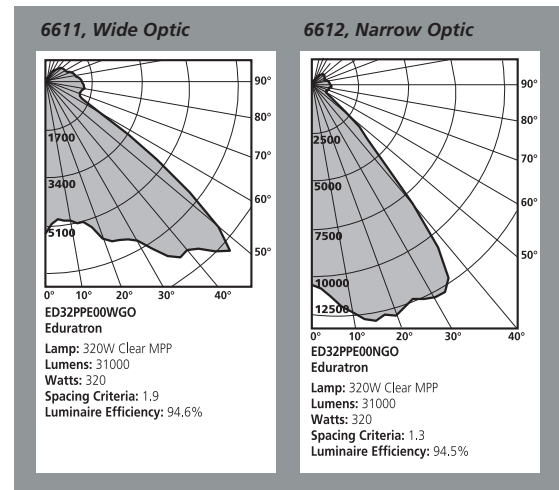 6611, Wide Optic
90°
80°
70°
60°
50°
1700
3400
5100
0° 10° 20° 30° 40°
ED32PPE00WGO
Eduratron
Lamp: 320W Clear MPP
Lumens: 31000
Watts: 320
Spacing Criteria: 1.9
Luminaire Efficiency: 94.6%
6612, Narrow Optic
90°
80°
70°
60°
50°
2500
5000
7500
10000
12500
0° 10° 20° 30° 40°
ED32PPE00NGO
Eduratron
Lamp: 320W Clear MPP
Lumens: 31000
Watts: 320
Spacing Criteria: 1.3
Luminaire Efficiency: 94.5%